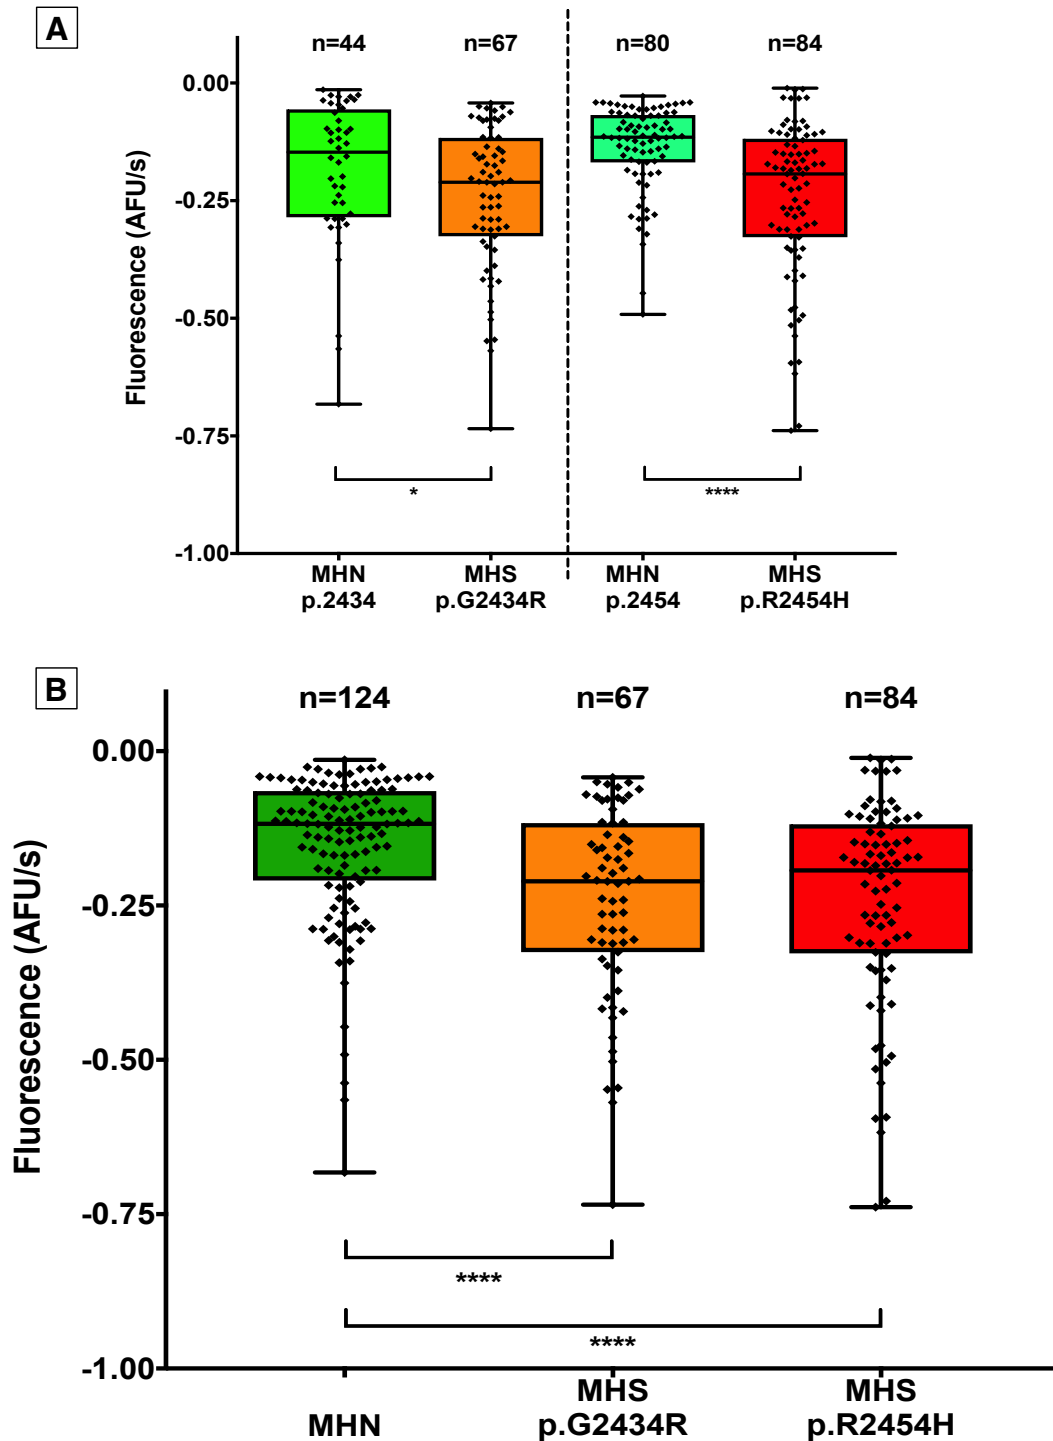 A
n=44 n=67 n=80 n=84
0.00
-0.25
-0.50
-0.75
-1.00
Fluorescence (AFU/s)
* ****
MHN MHS MHN MHS
p.2434 p.G2434R p.2454 p.R2454H
B
n=124 n=67 n=84
0.00
-0.25
-0.50
-0.75
-1.00
Fluorescence (AFU/s)
****
****
MHS MHS
MHN p.G2434R p.R2454H